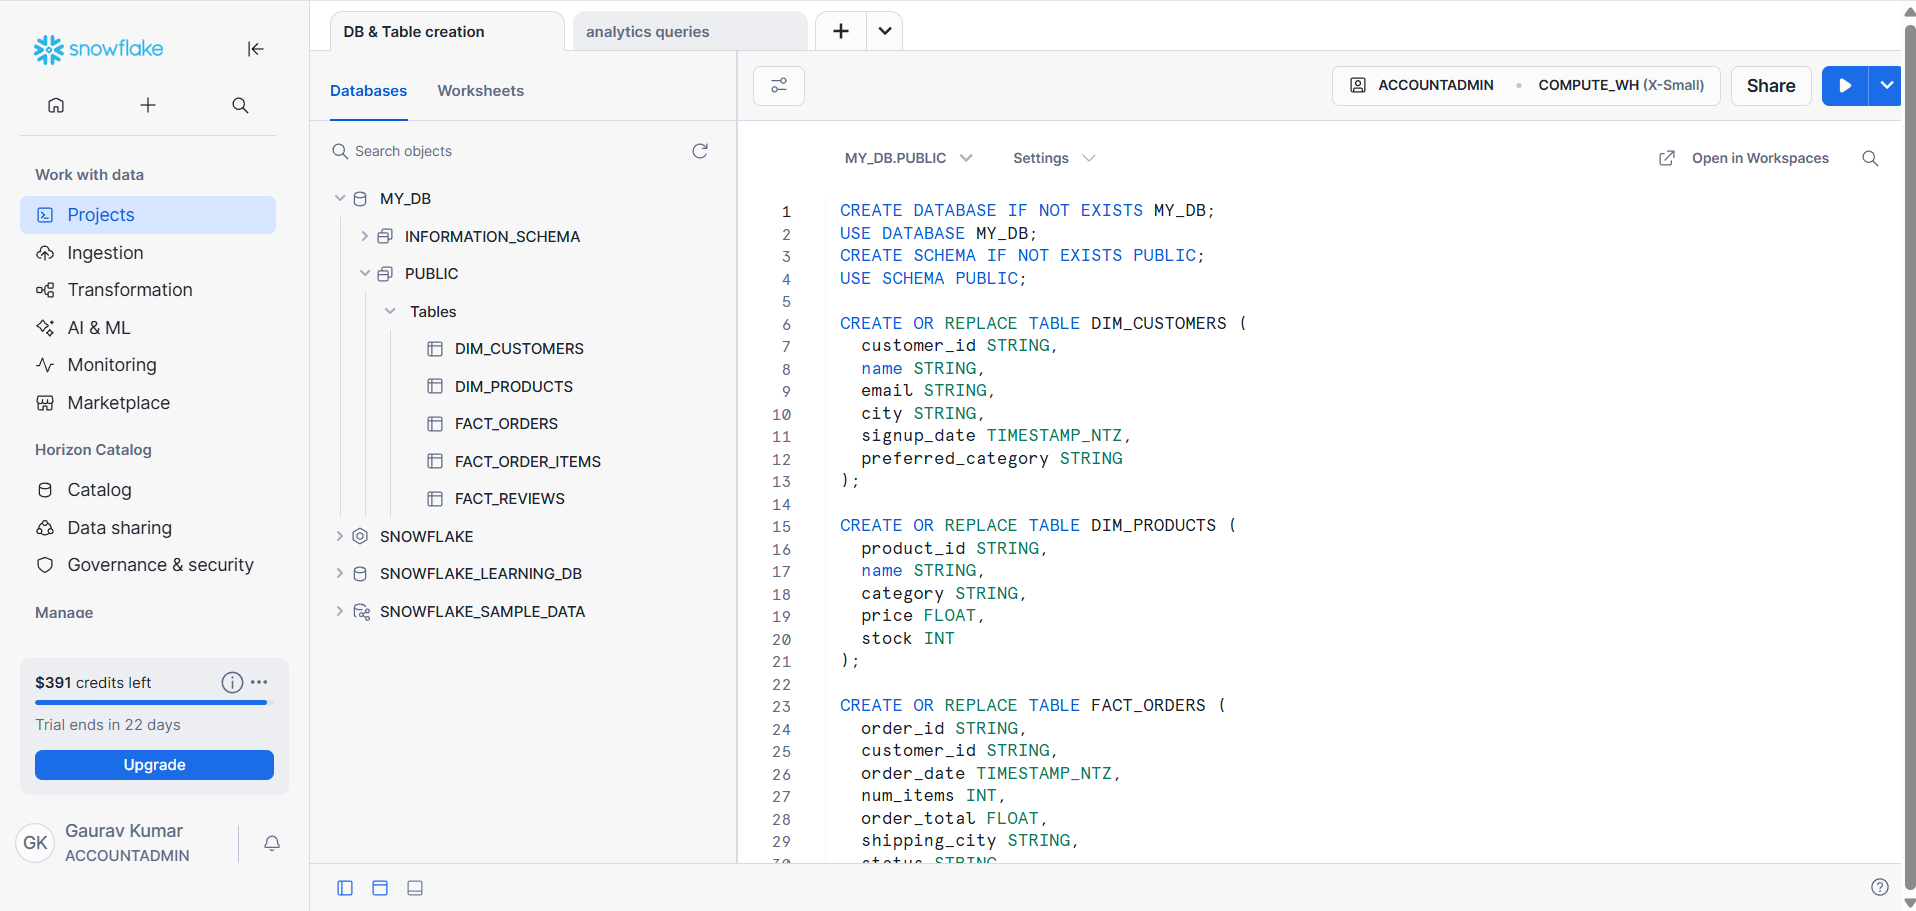 snowflake
Work with data
Projects
Ingestion
Transformation
AI & ML
Monitoring
Marketplace
Horizon Catalog
Catalog
Data sharing
Governance & security
Manage
$391 credits left
Trial ends in 22 days
Upgrade
GK
Gaurav Kumar
ACCOUNTADMIN
DB & Table creation
analytics queries
Databases
Worksheets
Search objects
MY_DB
INFORMATION_SCHEMA
PUBLIC
Tables
DIM_CUSTOMERS
DIM_PRODUCTS
FACT_ORDERS
FACT_ORDER_ITEMS
FACT_REVIEWS
SNOWFLAKE
SNOWFLAKE_LEARNING_DB
SNOWFLAKE_SAMPLE_DATA
ACCOUNTADMIN • COMPUTE_WH (X-Small)
Share
MY_DB.PUBLIC
Settings
Open in Workspaces
1 CREATE DATABASE IF NOT EXISTS MY_DB;
2 USE DATABASE MY_DB;
3 CREATE SCHEMA IF NOT EXISTS PUBLIC;
4 USE SCHEMA PUBLIC;
5
6 CREATE OR REPLACE TABLE DIM_CUSTOMERS (
7 customer_id STRING,
8 name STRING,
9 email STRING,
10 city STRING,
11 signup_date TIMESTAMP_NTZ,
12 preferred_category STRING
13 );
14
15 CREATE OR REPLACE TABLE DIM_PRODUCTS (
16 product_id STRING,
17 name STRING,
18 category STRING,
19 price FLOAT,
20 stock INT
21 );
22
23 CREATE OR REPLACE TABLE FACT_ORDERS (
24 order_id STRING,
25 customer_id STRING,
26 order_date TIMESTAMP_NTZ,
27 num_items INT,
28 order_total FLOAT,
29 shipping_city STRING,
30 status STRING